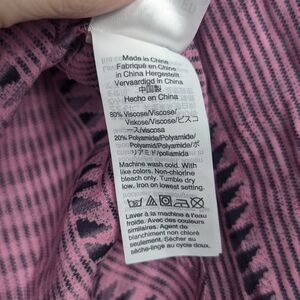 Made in China
Fabriqué en Chine
in China Hergestellt
Vervaardigd in China
中国製
Hecho en China
80% Viscose/Viscose/
Viskose/Viscose/ビスコ
ース/viscosa
20% Polyamide/Polyamide/
Polyamid/Polyamide/ポ
リアミド/poliamida
Machine wash cold. With
like colors. Non-chlorine
bleach only. Tumble dry
low. Iron on lowest setting.
Laver à la machine à l'eau
froide. Avec des couleurs
similaires. Agent de
blanchiment non chloré
seulement. Sécher au
sèche-linge au cycle doux.